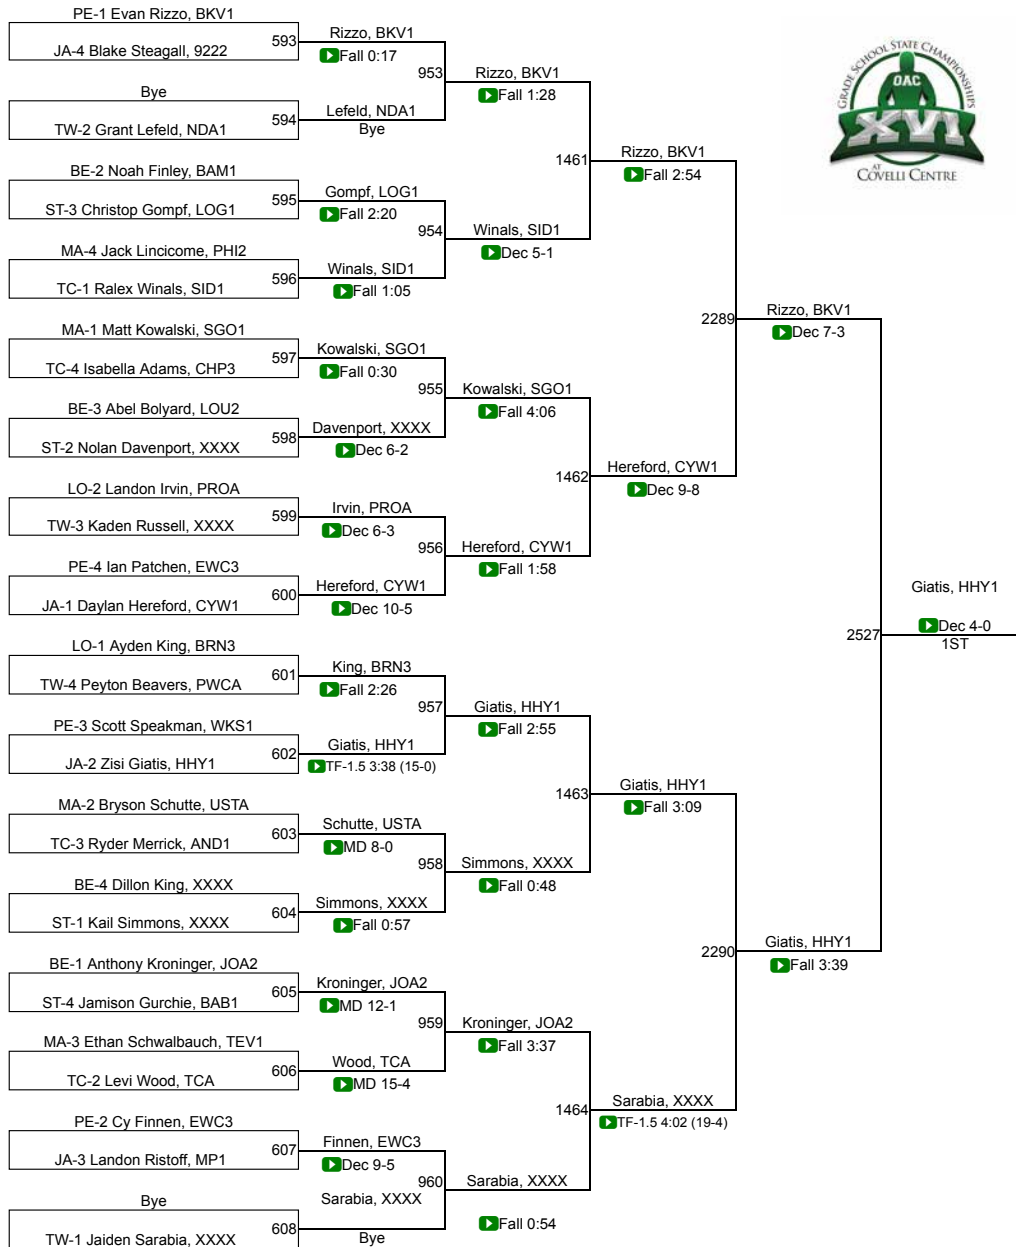 PE-1 Evan Rizzo, BKV1
593
JA-4 Blake Steagall, 9222
Rizzo, BKV1
Fall 0:17
953
Bye
594
TW-2 Grant Lefeld, NDA1
Lefeld, NDA1
Bye
Rizzo, BKV1
Fall 1:28
BE-2 Noah Finley, BAM1
595
ST-3 Christop Gompf, LOG1
Gompf, LOG1
Fall 2:20
954
MA-4 Jack Lincicome, PHI2
596
TC-1 Ralex Winals, SID1
Winals, SID1
Fall 1:05
Winals, SID1
Dec 5-1
1461
Rizzo, BKV1
Fall 2:54
MA-1 Matt Kowalski, SGO1
597
TC-4 Isabella Adams, CHP3
Kowalski, SGO1
Fall 0:30
955
BE-3 Abel Bolyard, LOU2
598
ST-2 Nolan Davenport, XXXX
Davenport, XXXX
Dec 6-2
Kowalski, SGO1
Fall 4:06
LO-2 Landon Irvin, PROA
599
TW-3 Kaden Russell, XXXX
Irvin, PROA
Dec 6-3
956
PE-4 Ian Patchen, EWC3
600
JA-1 Daylan Hereford, CYW1
Hereford, CYW1
Dec 10-5
Hereford, CYW1
Fall 1:58
1462
Hereford, CYW1
Dec 9-8
2289
Rizzo, BKV1
Dec 7-3
LO-1 Ayden King, BRN3
601
TW-4 Peyton Beavers, PWCA
King, BRN3
Fall 2:26
957
PE-3 Scott Speakman, WKS1
602
JA-2 Zisi Giatis, HHY1
Giatis, HHY1
TF-1.5 3:38 (15-0)
Giatis, HHY1
Fall 2:55
MA-2 Bryson Schutte, USTA
603
TC-3 Ryder Merrick, AND1
Schutte, USTA
MD 8-0
958
BE-4 Dillon King, XXXX
604
ST-1 Kail Simmons, XXXX
Simmons, XXXX
Fall 0:57
Simmons, XXXX
Fall 0:48
1463
Giatis, HHY1
Fall 3:09
BE-1 Anthony Kroninger, JOA2
605
ST-4 Jamison Gurchie, BAB1
Kroninger, JOA2
MD 12-1
959
MA-3 Ethan Schwalbauch, TEV1
606
TC-2 Levi Wood, TCA
Wood, TCA
MD 15-4
Kroninger, JOA2
Fall 3:37
PE-2 Cy Finnen, EWC3
607
JA-3 Landon Ristoff, MP1
Finnen, EWC3
Dec 9-5
960
Bye
608
TW-1 Jaiden Sarabia, XXXX
Sarabia, XXXX
Bye
Sarabia, XXXX
Fall 0:54
1464
Sarabia, XXXX
TF-1.5 4:02 (19-4)
2290
Giatis, HHY1
Fall 3:39
2527
Giatis, HHY1
Dec 4-0
1ST
GRADE SCHOOL STATE CHAMPIONSHIPS
OAC
XVI
AT
COVELLI CENTRE